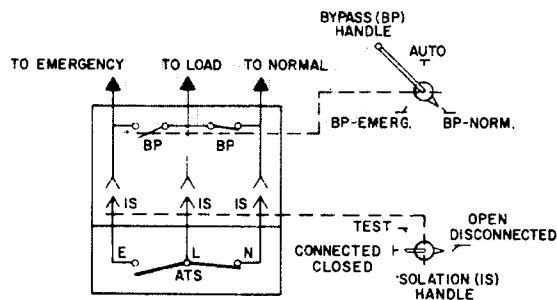 BYPASS (BP)
HANDLE
AUTO
TO EMERGENCY
TO LOAD
TO NORMAL
BP
BP
BP-EMERG.
BP-NORM.
IS
IS
IS
TEST
OPEN
DISCONNECTED
E
L
N
CONNECTED
CLOSED
ATS
SOLATION (IS)
HANDLE